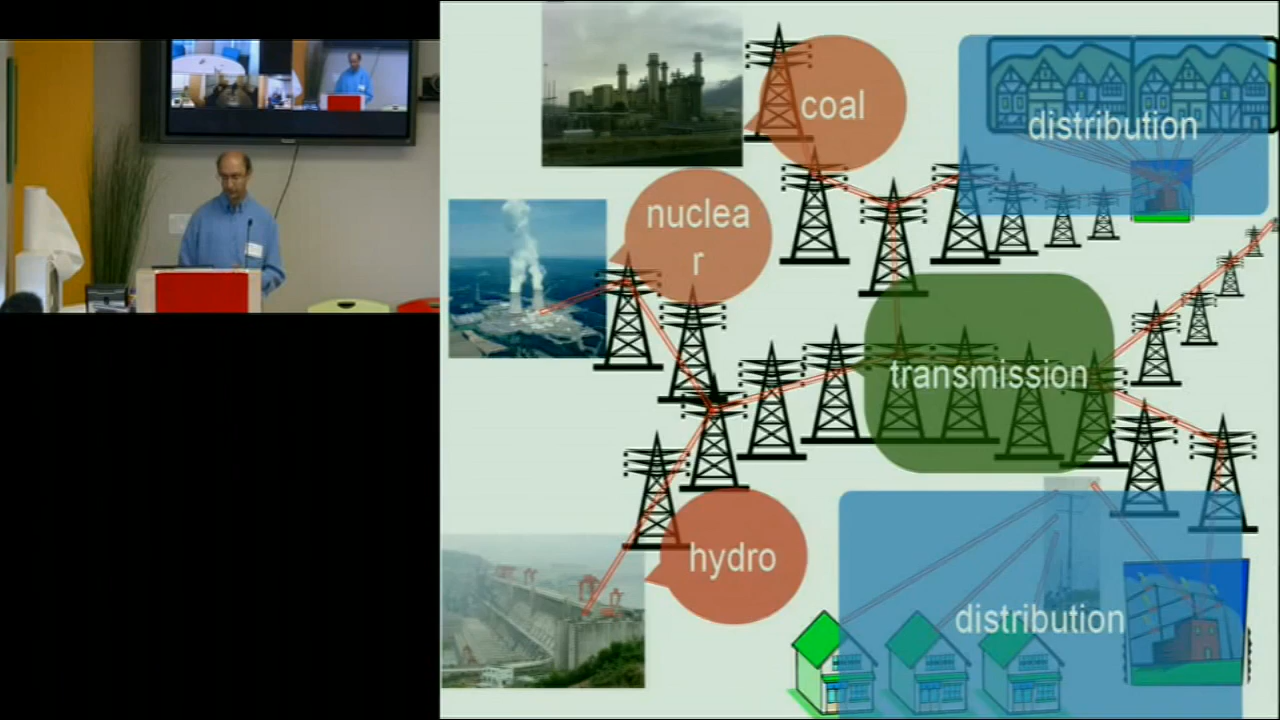 coal
distribution
nuclea
r
transmission
hydro
distribution